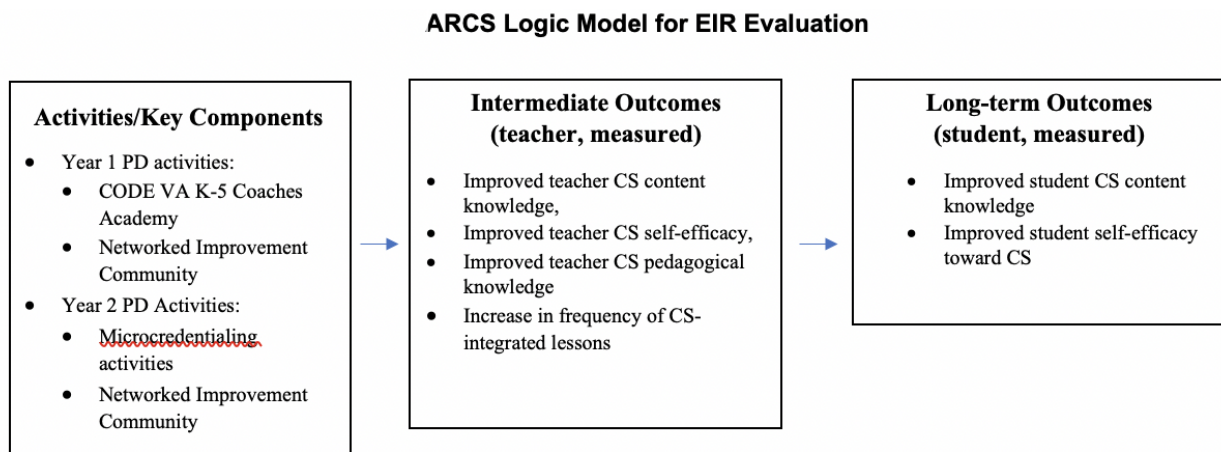 ARCS Logic Model for EIR Evaluation
Activities/Key Components
• Year 1 PD activities:
• CODE VA K-5 Coaches
Academy
• Networked Improvement
Community
• Year 2 PD Activities:
• Microcredentialing
activities
• Networked Improvement
Community
Intermediate Outcomes
(teacher, measured)
• Improved teacher CS content
knowledge,
• Improved teacher CS self-efficacy,
• Improved teacher CS pedagogical
knowledge
• Increase in frequency of CS-
integrated lessons
Long-term Outcomes
(student, measured)
• Improved student CS content
knowledge
• Improved student self-efficacy
toward CS